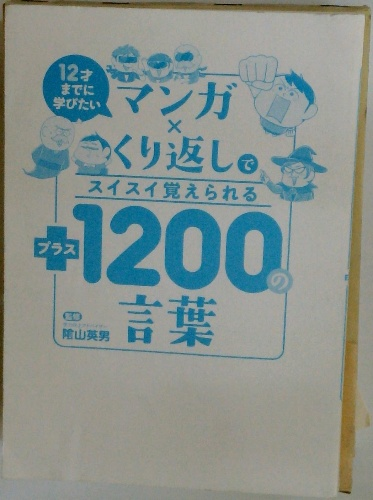 12才
までに
学びたい
マンガ
×
くり返しで
スイスイ覚えられる
プラス
1200の
言葉
監修
陰山英男